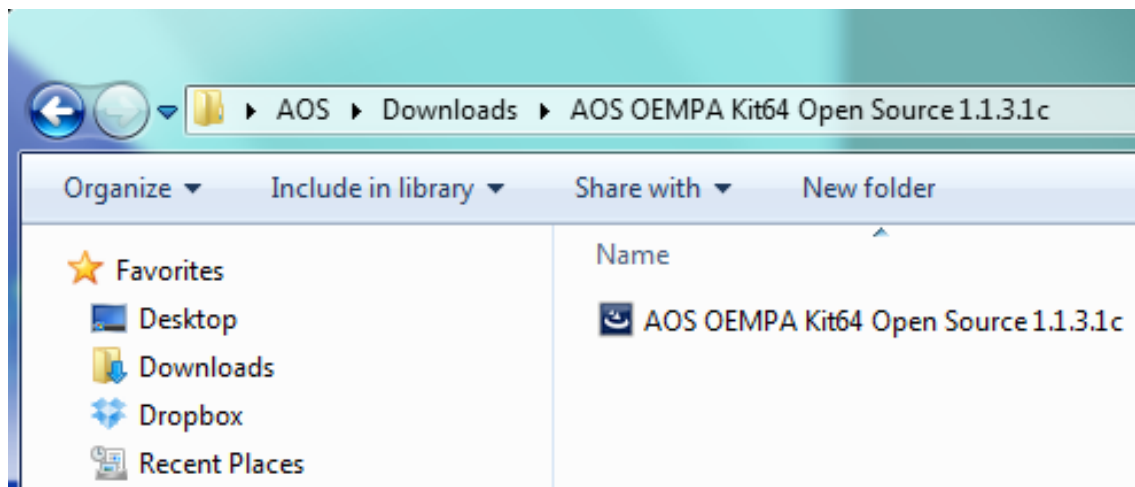 AOS Downloads AOS OEMPA Kit64 Open Source 1.1.3.1c
Organize Include in library Share with New folder
Favorites
Desktop
Downloads
Dropbox
Recent Places
Name
AOS OEMPA Kit64 Open Source 1.1.3.1c